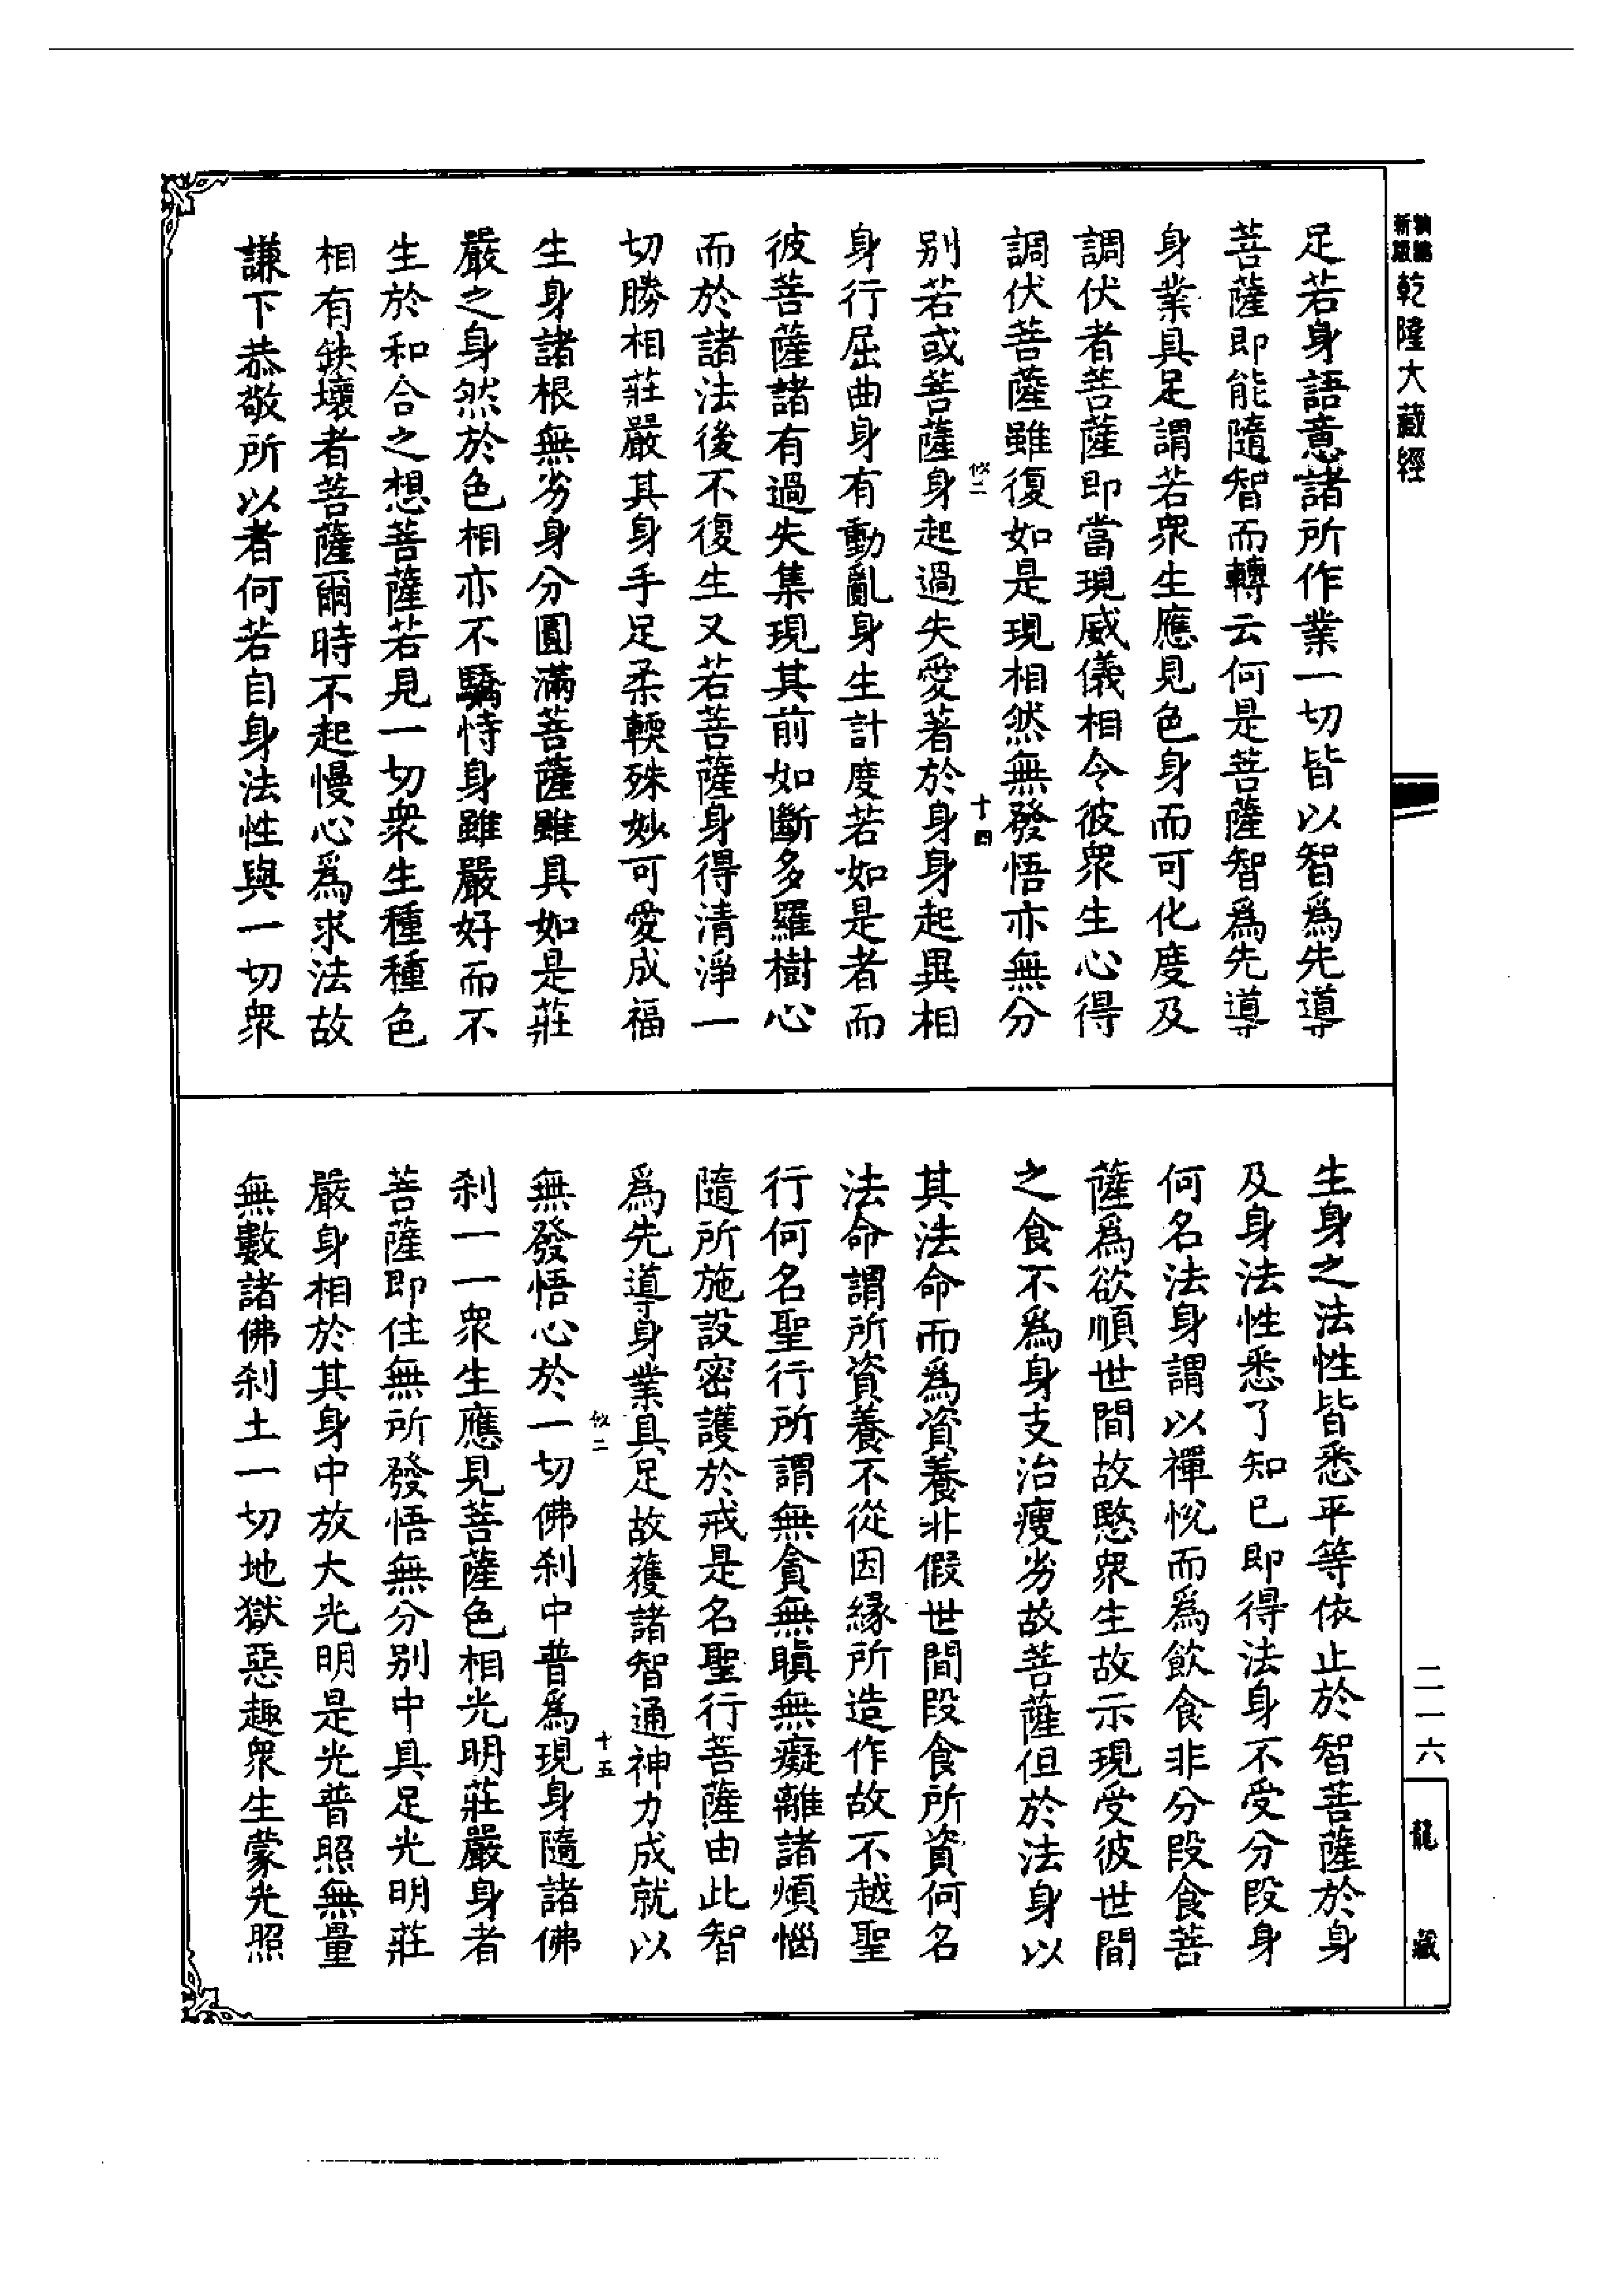 新版
乾隆大藏經
足若身語意諸所作業一切皆以智爲先導
菩薩即能隨智而轉云何是菩薩智爲先導
身業具足謂若眾生應見色身而可化度及
調伏者菩薩即當現威儀相令彼眾生心得
調伏菩薩雖復如是現相然無發悟亦無分
攸二
十四
別若或菩薩身起過失愛著於身身起異相
身行屈曲身有動亂身生計度若如是者而
彼菩薩諸有過失集現其前如斷多羅樹心
而於諸法後不復生又若菩薩身得清淨一
切勝相莊嚴其身手足柔輭殊妙可愛成福
生身諸根無劣身分圓滿菩薩雖具如是莊
嚴之身然於色相亦不驕恃身雖嚴好而不
生於和合之想菩薩若見一切眾生種種色
相有缺壞者菩薩爾時不起慢心爲求法故
謙下恭敬所以者何若自身法性與一切眾
生身之法性皆悉平等依止於智菩薩於身
及身法性悉了知已即得法身不受分段身
何名法身謂以禪悅而爲飲食非分段食菩
薩爲欲順世間故愍眾生故示現受彼世間
之食不爲身支治瘦劣故菩薩但於法身以
其法命而爲資養非假世間段食所資何名
法命謂所資養不從因緣所造作故不越聖
行何名聖行所謂無貪無瞋無癡離諸煩惱
隨所施設密護於戒是名聖行菩薩由此智
爲先導身業具足故獲諸智通神力成就以
攸二
十五
無發悟心於一切佛刹中普爲現身隨諸佛
刹一一眾生應見菩薩色相光明莊嚴身者
菩薩即住無所發悟無分別中具足光明莊
嚴身相於其身中放大光明是光普照無量
無數諸佛刹土一切地獄惡趣眾生蒙光照
二一六
龍藏